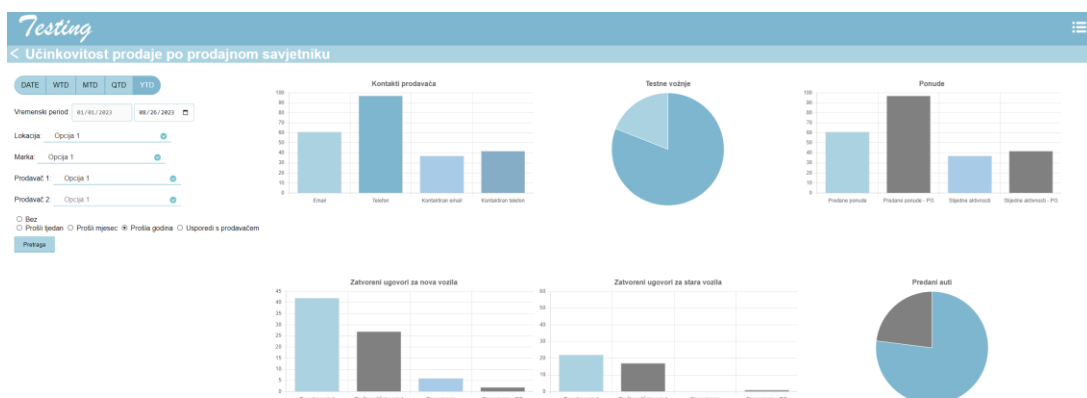 Testing
< Učinkovitost prodaje po prodajnom savjetniku
DATE WTD MTD QTD YTD
Vremenski period: 01/01/2023 08/26/2023
Lokacija: Opcija 1
Marka: Opcija 1
Prodavač 1: Opcija 1
Prodavač 2: Opcija 1
Bez
Prošli tjedan Prošli mjesec Prošla godina Usporedi s prodavačem
Pretraga
Kontakti prodavača
100
90
80
70
60
50
40
30
20
10
0
Email Telefon Kontaktiran email Kontaktiran telefon
Testne vožnje
Ponude
100
90
80
70
60
50
40
30
20
10
0
Predane ponude Predane ponude - PG Slijedne aktivnosti Slijedne aktivnosti - PG
Zatvoreni ugovori za nova vozila
45
40
35
30
25
20
15
10
5
0
Zatvoreni ugovori za stara vozila
60
50
40
30
20
10
0
Predani auti